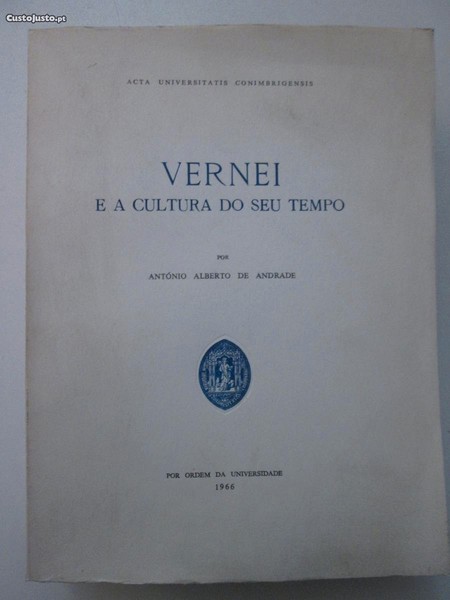 CustoJusto.pt
ACTA UNIVERSITATIS CONIMBRIGENSIS
VERNEI
E A CULTURA DO SEU TEMPO
POR
ANTÓNIO ALBERTO DE ANDRADE
POR ORDEM DA UNIVERSIDADE
1966